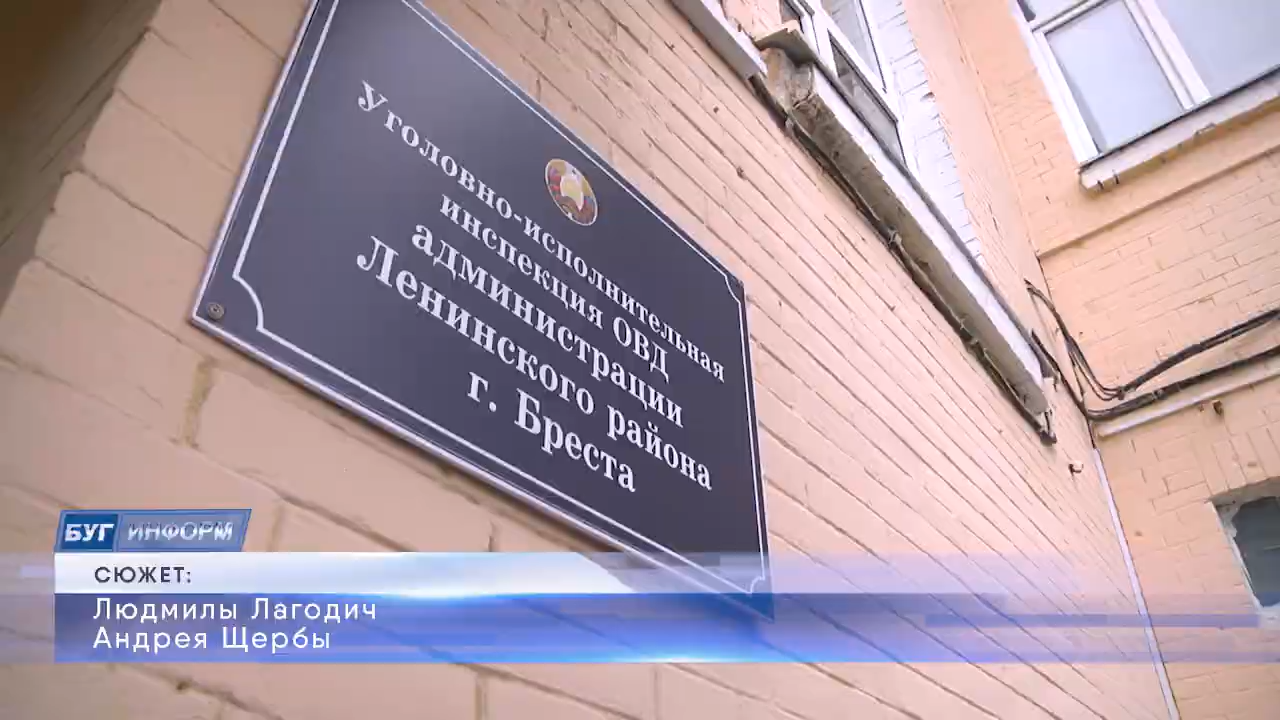 Уголовно-исполнительная
инспекция ОВД
администрации
Ленинского района
г. Бреста
БУГ ИНФОРМ
СЮЖЕТ:
Людмилы Лагодич
Андрея Щербы